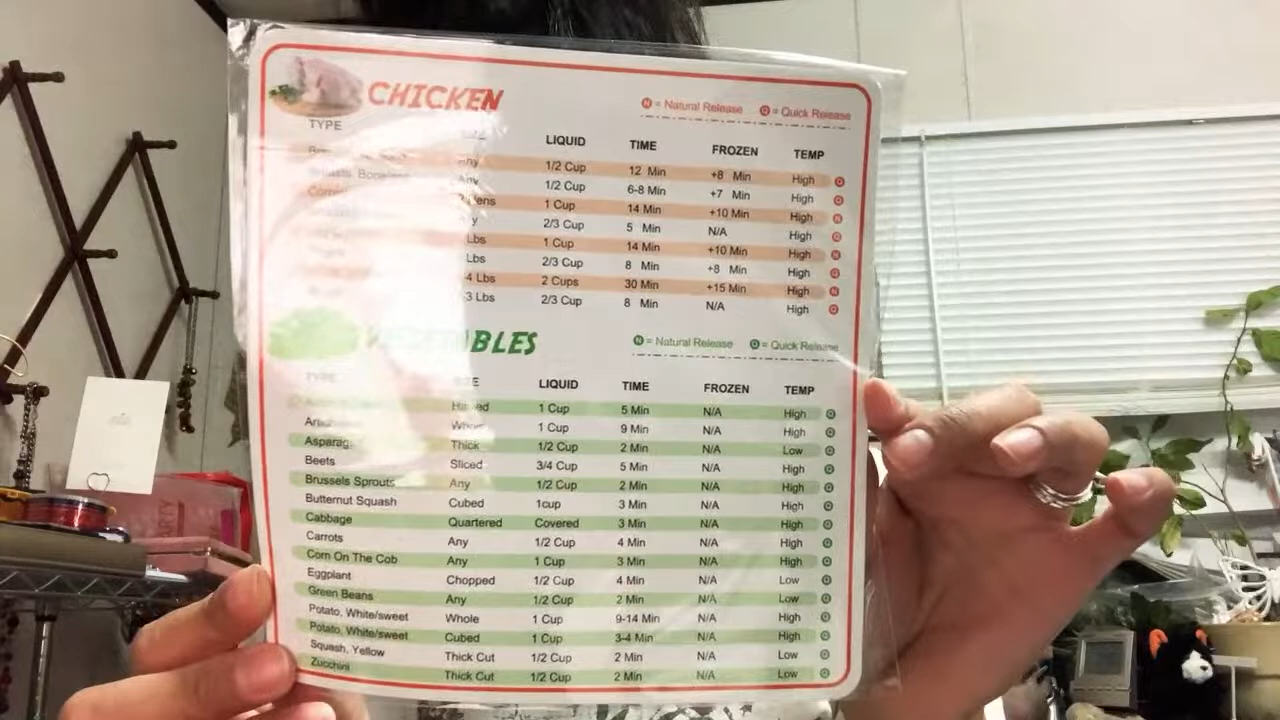 CHICKEN
N = Natural Release Q = Quick Release
TYPE LIQUID TIME FROZEN TEMP
Any 1/2 Cup 12 Min +8 Min High Q
Boneless Any 1/2 Cup 6-8 Min +7 Min High Q
1 Cup 14 Min +10 Min High N
2/3 Cup 5 Min N/A High Q
Lbs 1 Cup 14 Min +10 Min High N
Lbs 2/3 Cup 8 Min +8 Min High Q
4 Lbs 2 Cups 30 Min +15 Min High N
3 Lbs 2/3 Cup 8 Min N/A High Q
VEGETABLES
N = Natural Release Q = Quick Release
TYPE SIZE LIQUID TIME FROZEN TEMP
1 Cup 5 Min N/A High Q
Whole 1 Cup 9 Min N/A High Q
Asparagus Thick 1/2 Cup 2 Min N/A Low Q
Beets Sliced 3/4 Cup 5 Min N/A High Q
Brussels Sprouts Any 1/2 Cup 2 Min N/A High Q
Butternut Squash Cubed 1cup 3 Min N/A High Q
Cabbage Quartered Covered 3 Min N/A High Q
Carrots Any 1/2 Cup 4 Min N/A High Q
Corn On The Cob Any 1 Cup 3 Min N/A High Q
Eggplant Chopped 1/2 Cup 4 Min N/A Low Q
Green Beans Any 1/2 Cup 2 Min N/A Low Q
Potato, White/sweet Whole 1 Cup 9-14 Min N/A High Q
Potato, White/sweet Cubed 1 Cup 3-4 Min N/A High Q
Squash, Yellow Thick Cut 1/2 Cup 2 Min N/A Low Q
Zucchini Thick Cut 1/2 Cup 2 Min N/A Low Q